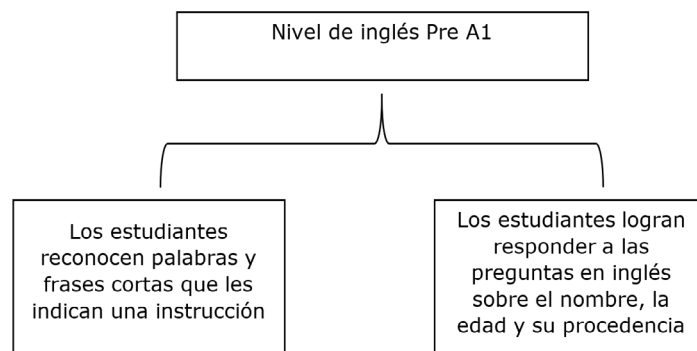 Nivel de inglés Pre A1
Los estudiantes
reconocen palabras y
frases cortas que les
indican una instrucción
Los estudiantes logran
responder a las
preguntas en inglés
sobre el nombre, la
edad y su procedencia